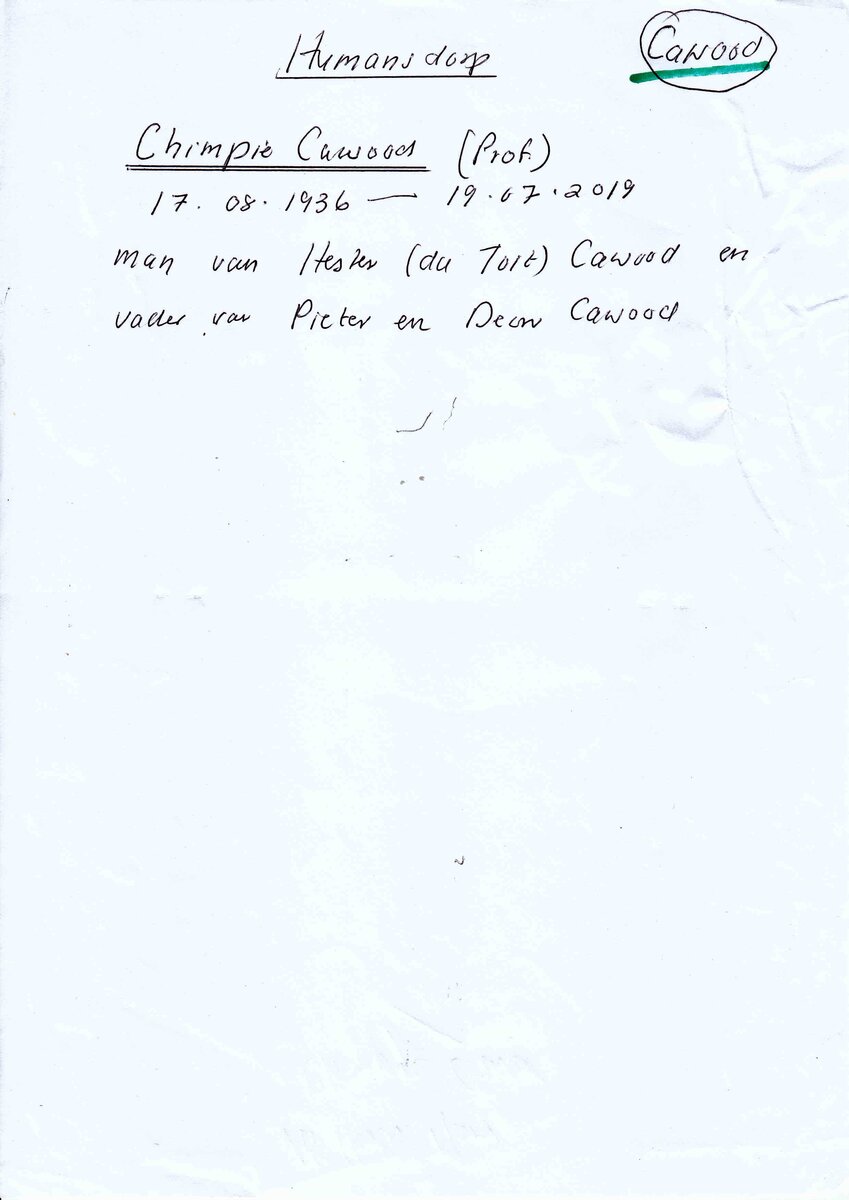 Humansdorp
Cawood
Chimpie Cawood (Prof.)
17.08.1936 — 19.07.2019
man van Hester (du Toit) Cawood en
vader van Pieter en Deon Cawood